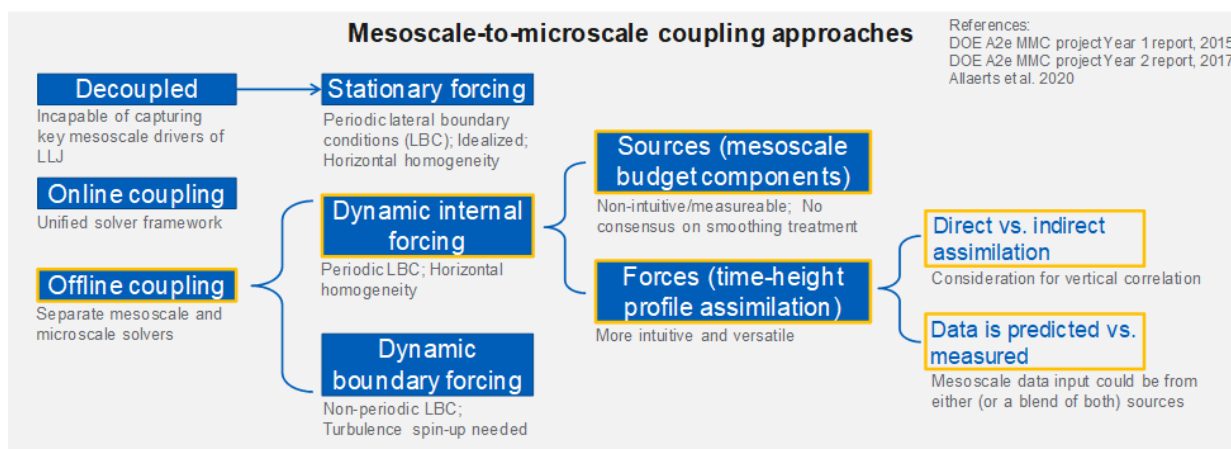 Mesoscale-to-microscale coupling approaches
References:
DOE A2e MMC project Year 1 report, 2015
DOE A2e MMC project Year 2 report, 2017
Allaerts et al. 2020
Decoupled
Incapable of capturing
key mesoscale drivers of
LLJ
Stationary forcing
Periodic lateral boundary
conditions (LBC); Idealized;
Horizontal homogeneity
Online coupling
Unified solver framework
Offline coupling
Separate mesoscale and
microscale solvers
Dynamic internal
forcing
Periodic LBC; Horizontal
homogeneity
Dynamic
boundary forcing
Non-periodic LBC;
Turbulence spin-up needed
Sources (mesoscale
budget components)
Non-intuitive/measureable; No
consensus on smoothing treatment
Forces (time-height
profile assimilation)
More intuitive and versatile
Direct vs. indirect
assimilation
Consideration for vertical correlation
Data is predicted vs.
measured
Mesoscale data input could be from
either (or a blend of both) sources